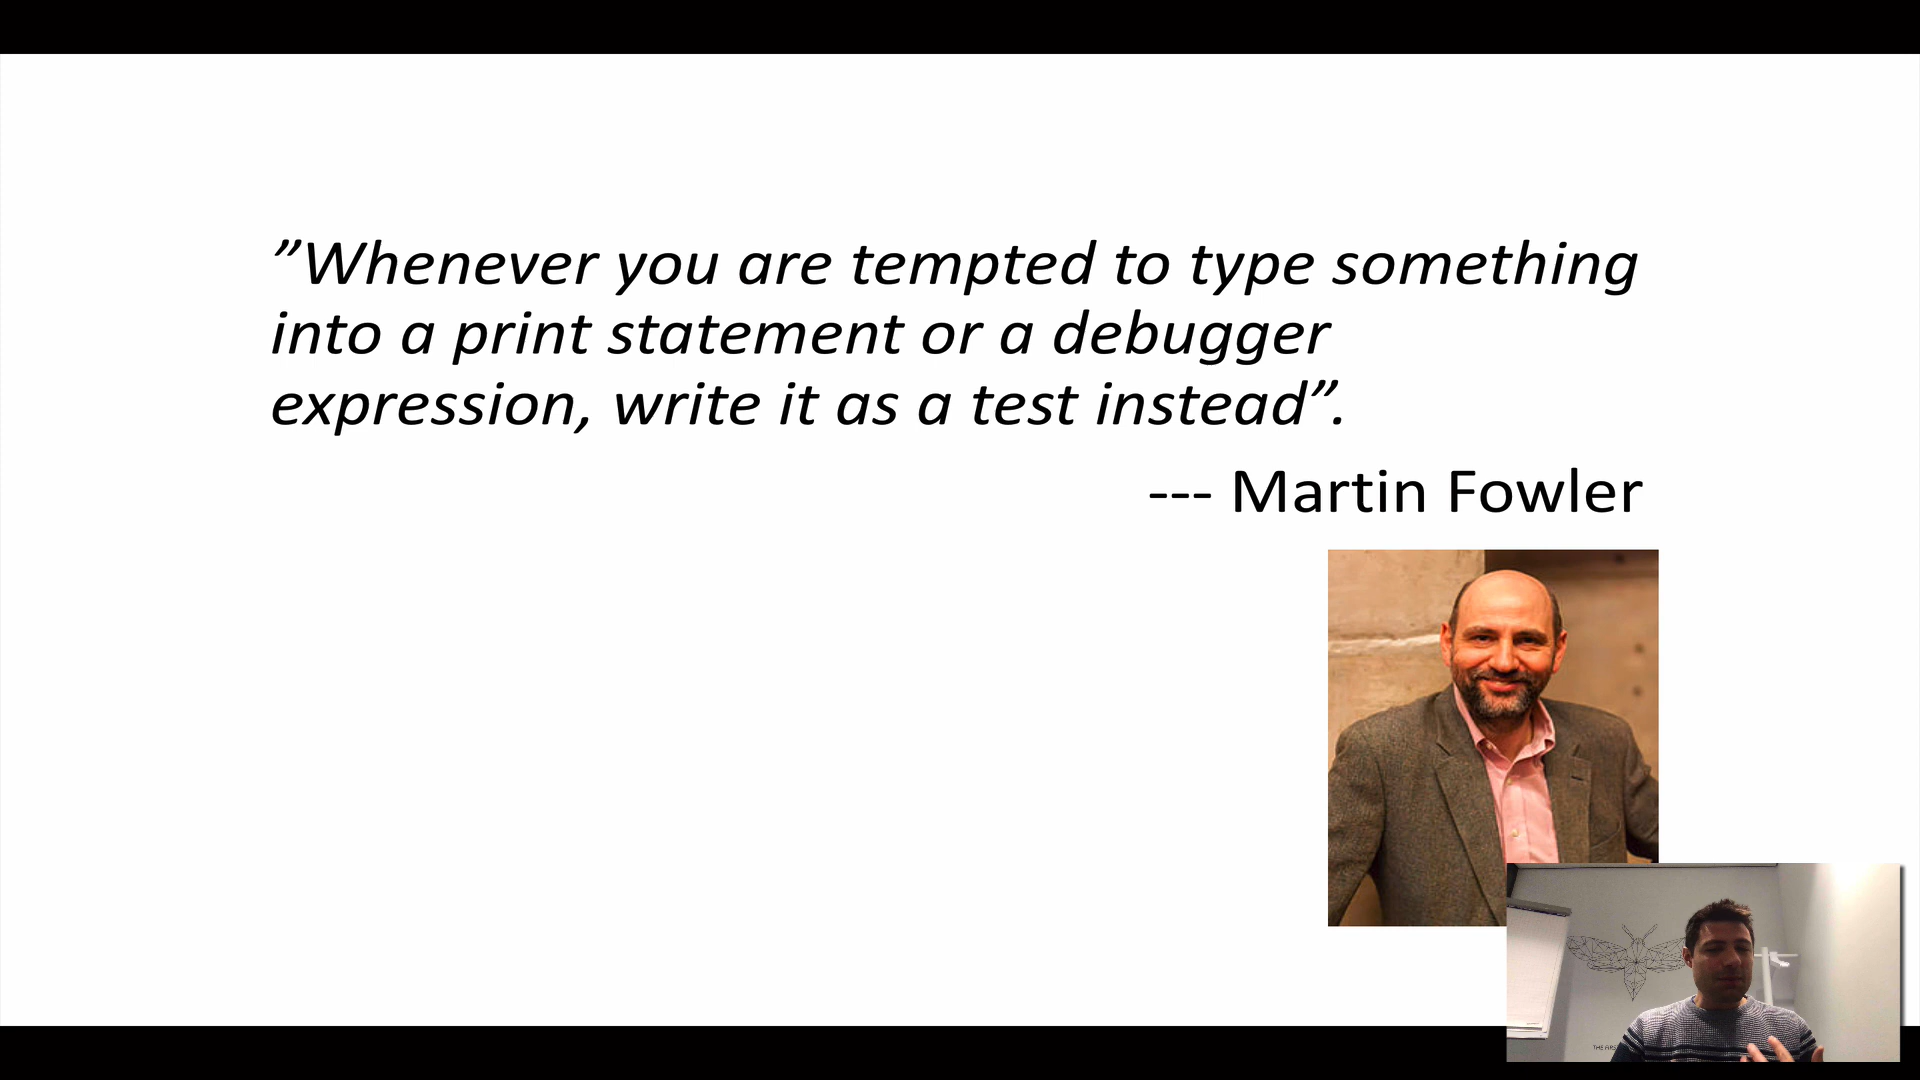 ”Whenever you are tempted to type something
into a print statement or a debugger
expression, write it as a test instead”.
--- Martin Fowler
THE